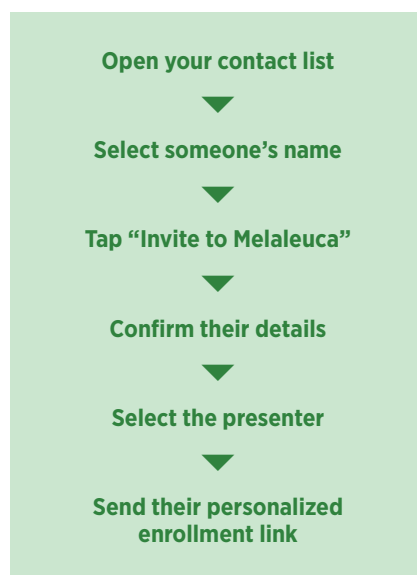 Open your contact list
Select someone’s name
Tap “Invite to Melaleuca”
Confirm their details
Select the presenter
Send their personalized
enrollment link